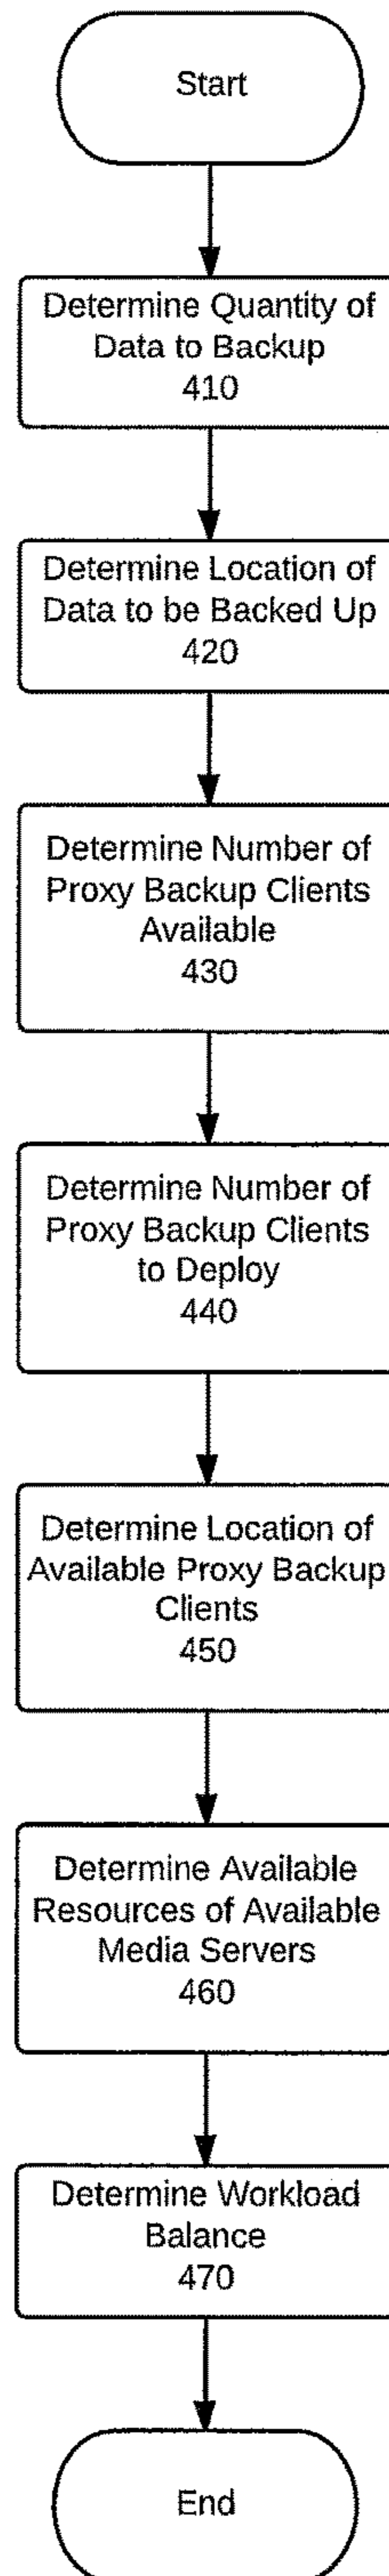 Start
Determine Quantity of
Data to Backup
410
Determine Location of
Data to be Backed Up
420
Determine Number of
Proxy Backup Clients
Available
430
Determine Number of
Proxy Backup Clients
to Deploy
440
Determine Location of
Available Proxy Backup
Clients
450
Determine Available
Resources of Available
Media Servers
460
Determine Workload
Balance
470
End